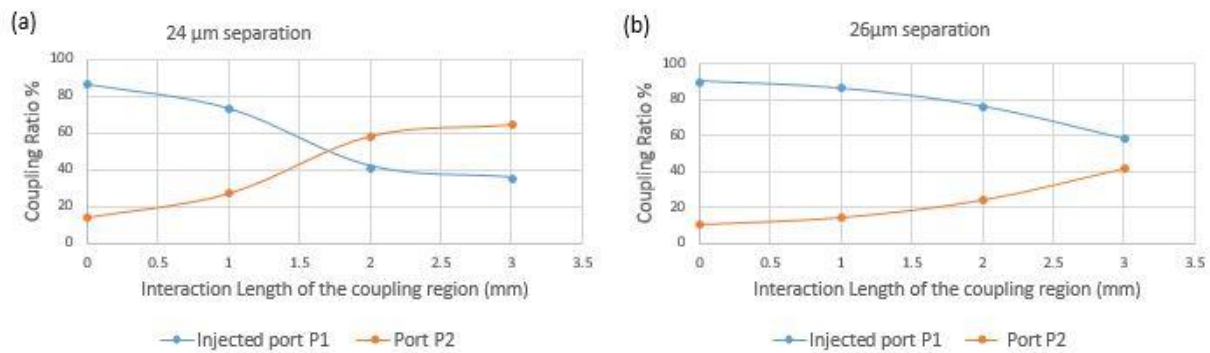 (a)
24 µm separation
Coupling Ratio %
100
80
60
40
20
0
0 0.5 1 1.5 2 2.5 3 3.5
Interaction Length of the coupling region (mm)
Injected port P1 Port P2
(b)
26µm separation
Coupling Ratio %
100
80
60
40
20
0
0 0.5 1 1.5 2 2.5 3 3.5
Interaction Length of the coupling region (mm)
Injected port P1 Port P2